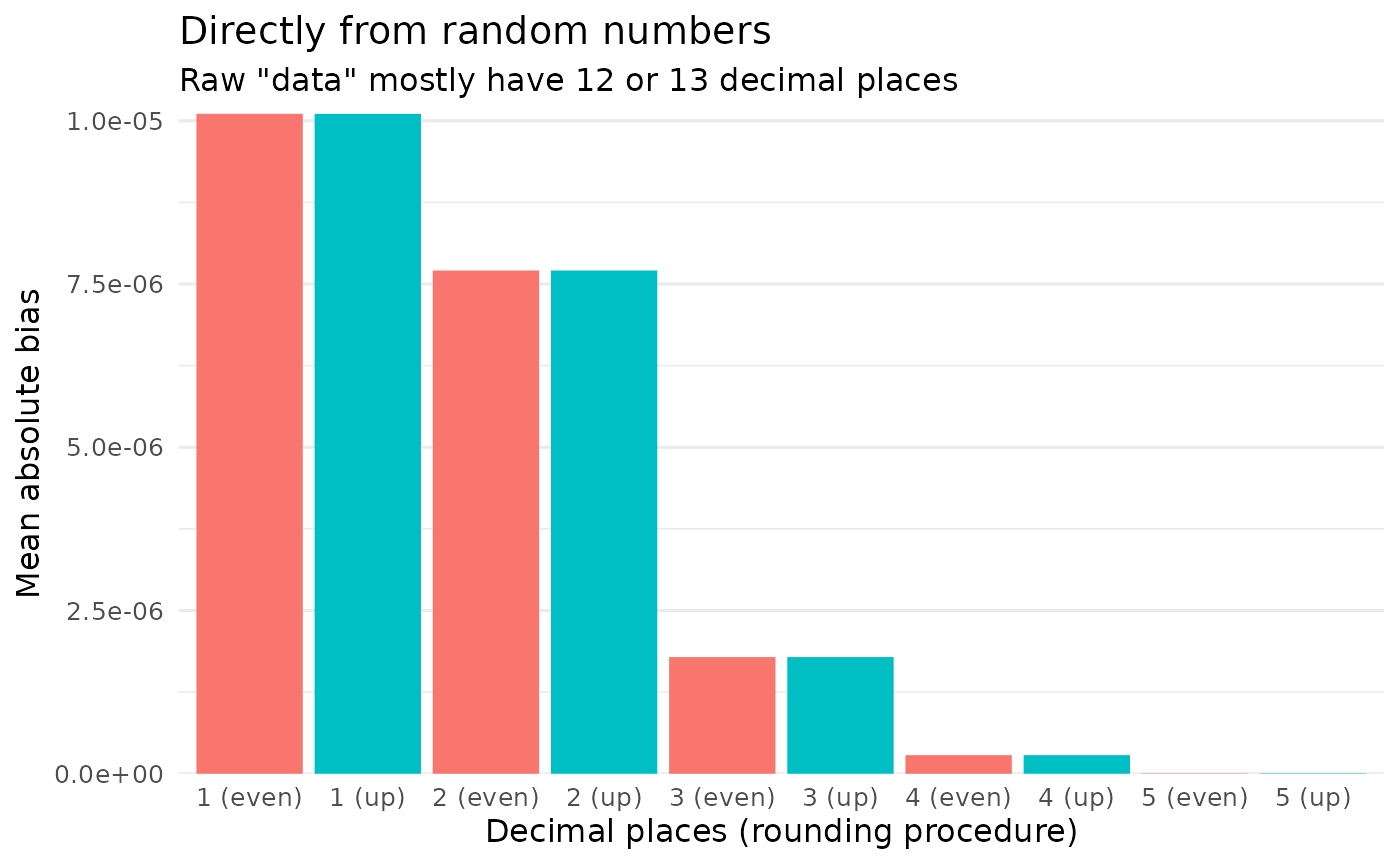 Directly from random numbers
Raw "data" mostly have 12 or 13 decimal places
Mean absolute bias
1.0e-05
7.5e-06
5.0e-06
2.5e-06
0.0e+00
1 (even) 1 (up) 2 (even) 2 (up) 3 (even) 3 (up) 4 (even) 4 (up) 5 (even) 5 (up)
Decimal places (rounding procedure)